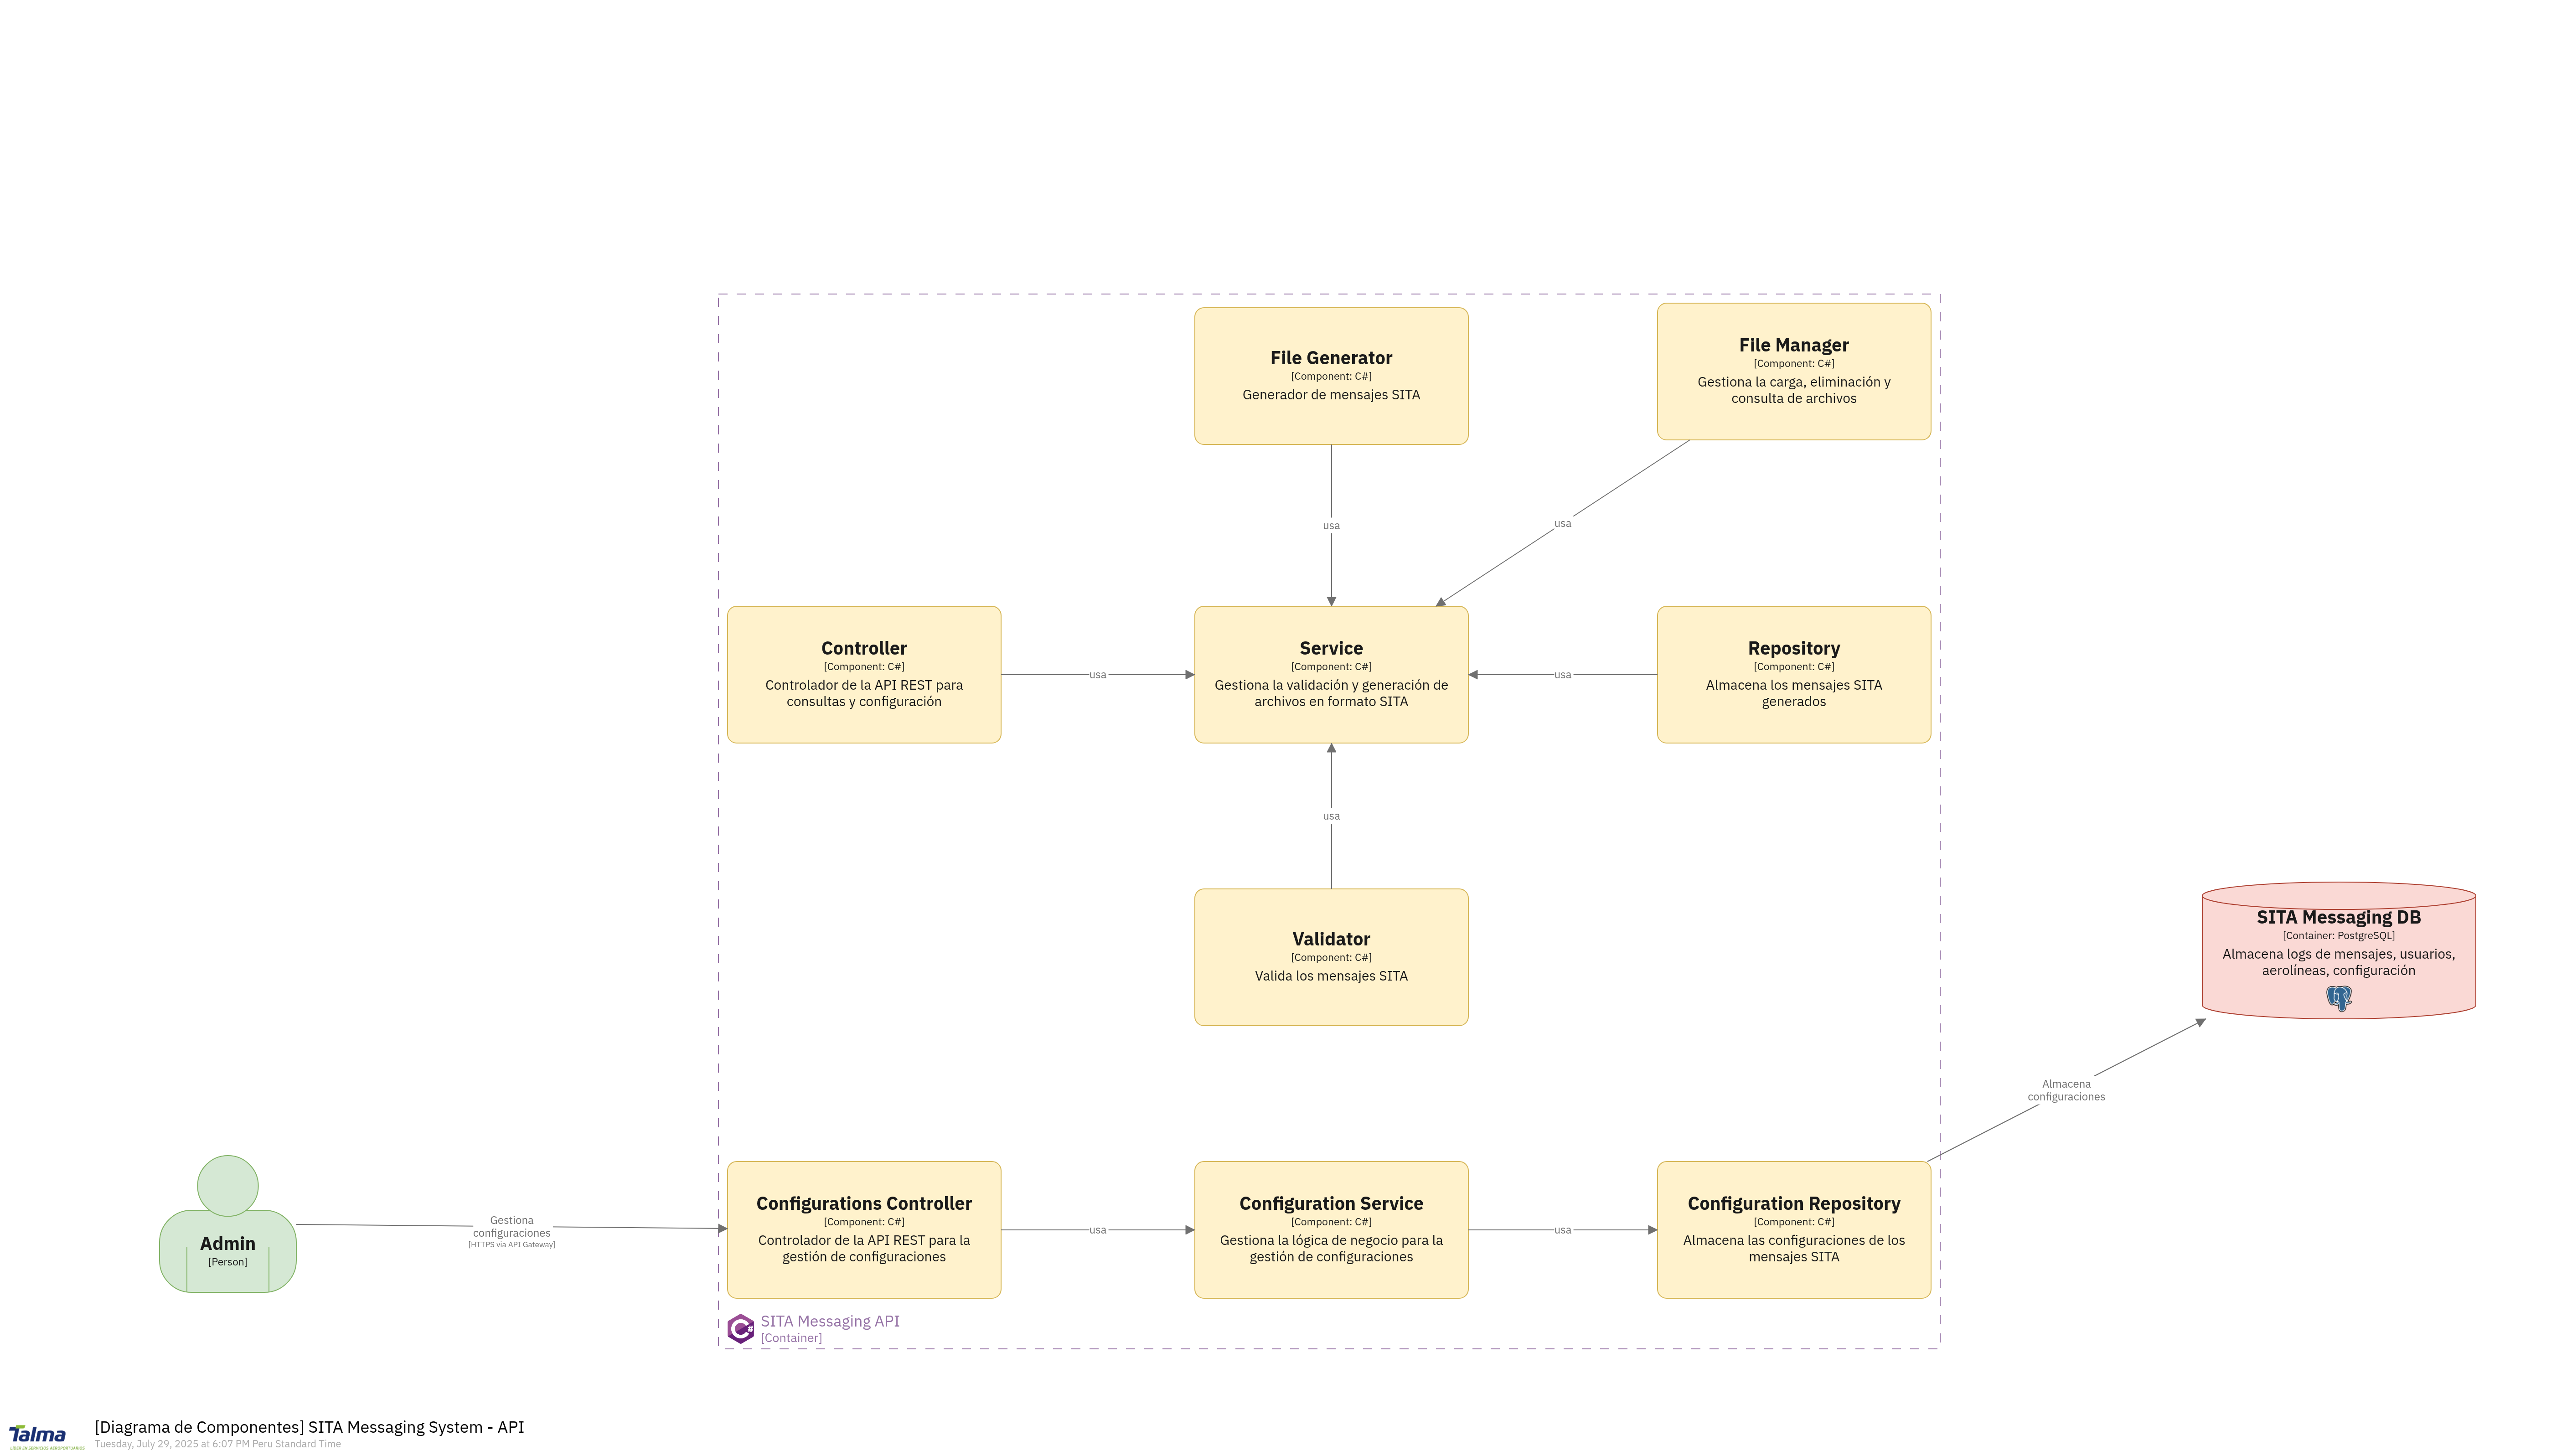 File Generator
[Component: C#]
Generador de mensajes SITA
File Manager
[Component: C#]
Gestiona la carga, eliminación y
consulta de archivos
usa
usa
Controller
[Component: C#]
Controlador de la API REST para
consultas y configuración
usa
Service
[Component: C#]
Gestiona la validación y generación de
archivos en formato SITA
usa
Repository
[Component: C#]
Almacena los mensajes SITA
generados
usa
Validator
[Component: C#]
Valida los mensajes SITA
SITA Messaging DB
[Container: PostgreSQL]
Almacena logs de mensajes, usuarios,
aerolíneas, configuración
Almacena
configuraciones
Admin
[Person]
Gestiona
configuraciones
[HTTPS via API Gateway]
Configurations Controller
[Component: C#]
Controlador de la API REST para la
gestión de configuraciones
usa
Configuration Service
[Component: C#]
Gestiona la lógica de negocio para la
gestión de configuraciones
usa
Configuration Repository
[Component: C#]
Almacena las configuraciones de los
mensajes SITA
C#
SITA Messaging API
[Container]
Talma
LÍDER EN SERVICIOS AEROPORTUARIOS
[Diagrama de Componentes] SITA Messaging System - API
Tuesday, July 29, 2025 at 6:07 PM Peru Standard Time